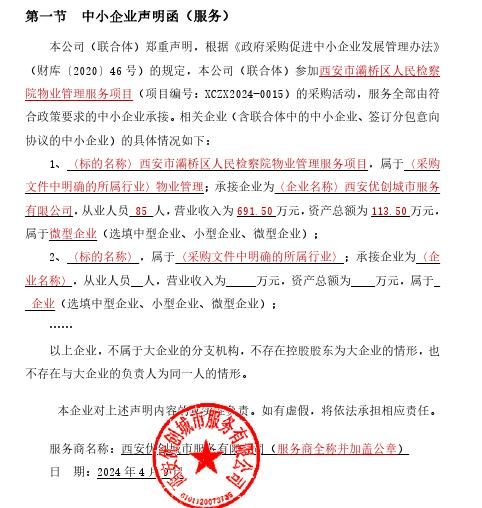 第一节 中小企业声明函（服务）
本公司（联合体）郑重声明，根据《政府采购促进中小企业发展管理办法》
（财库〔2020〕46 号）的规定，本公司（联合体）参加西安市灞桥区人民检察
院物业管理服务项目（项目编号：XCZX2024-0015）的采购活动，服务全部由符
合政策要求的中小企业承接。相关企业（含联合体中的中小企业、签订分包意向
协议的中小企业）的具体情况如下：
1、〈标的名称〉西安市灞桥区人民检察院物业管理服务项目，属于〈采购
文件中明确的所属行业〉物业管理；承接企业为〈企业名称〉西安优创城市服务
有限公司，从业人员 85 人，营业收入为 691.50 万元，资产总额为 113.50 万元，
属于微型企业（选填中型企业、小型企业、微型企业）；
2、〈标的名称〉，属于〈采购文件中明确的所属行业〉；承接企业为〈企
业名称〉，从业人员__人，营业收入为____万元，资产总额为___万元，属于_
_企业（选填中型企业、小型企业、微型企业）；
……
以上企业，不属于大企业的分支机构，不存在控股股东为大企业的情形，也
不存在与大企业的负责人为同一人的情形。
本企业对上述声明内容的真实性负责。如有虚假，将依法承担相应责任。
服务商名称：西安优创城市服务有限公司（服务商全称并加盖公章）
日 期：2024 年 4 月 9 日
西安优创城市服务有限公司